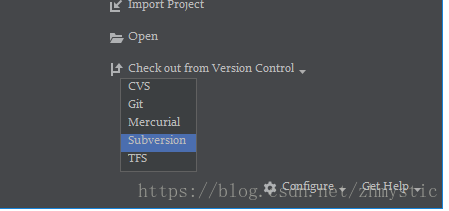 Import Project
Open
Check out from Version Control
CVS
Git
Mercurial
Subversion
TFS
Configure
Get Help
https://blog.csdn.net/znmystic